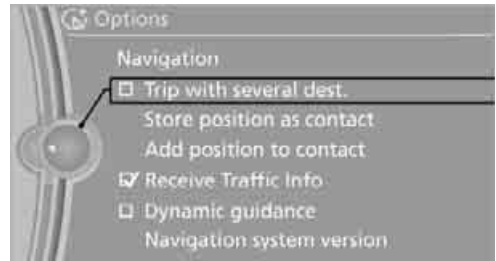 Options
Navigation
Trip with several dest.
Store position as contact
Add position to contact
Receive Traffic Info
Dynamic guidance
Navigation system version